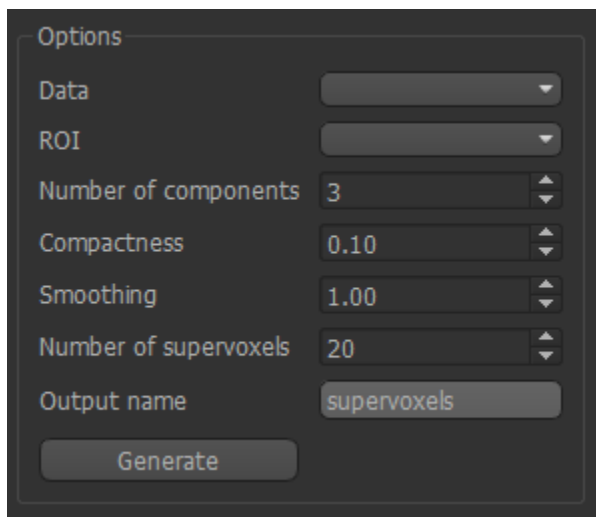 Options
Data
ROI
Number of components 3
Compactness 0.10
Smoothing 1.00
Number of supervoxels 20
Output name supervoxels
Generate